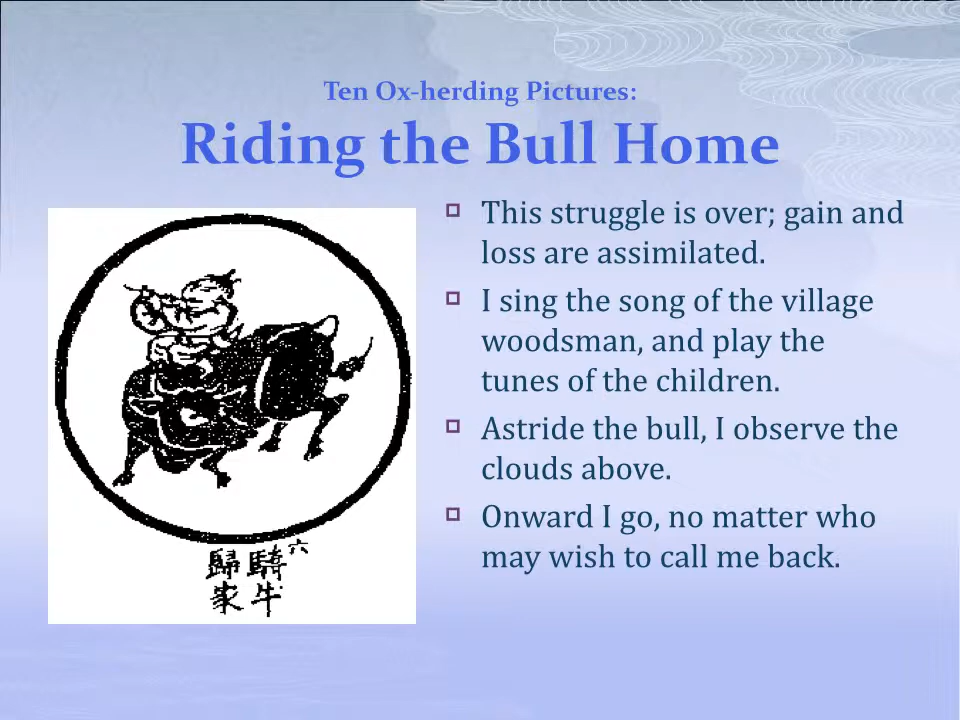 Ten Ox-herding Pictures:
Riding the Bull Home
This struggle is over; gain and
loss are assimilated.
I sing the song of the village
woodsman, and play the
tunes of the children.
Astride the bull, I observe the
clouds above.
Onward I go, no matter who
may wish to call me back.
六
騎牛
歸家